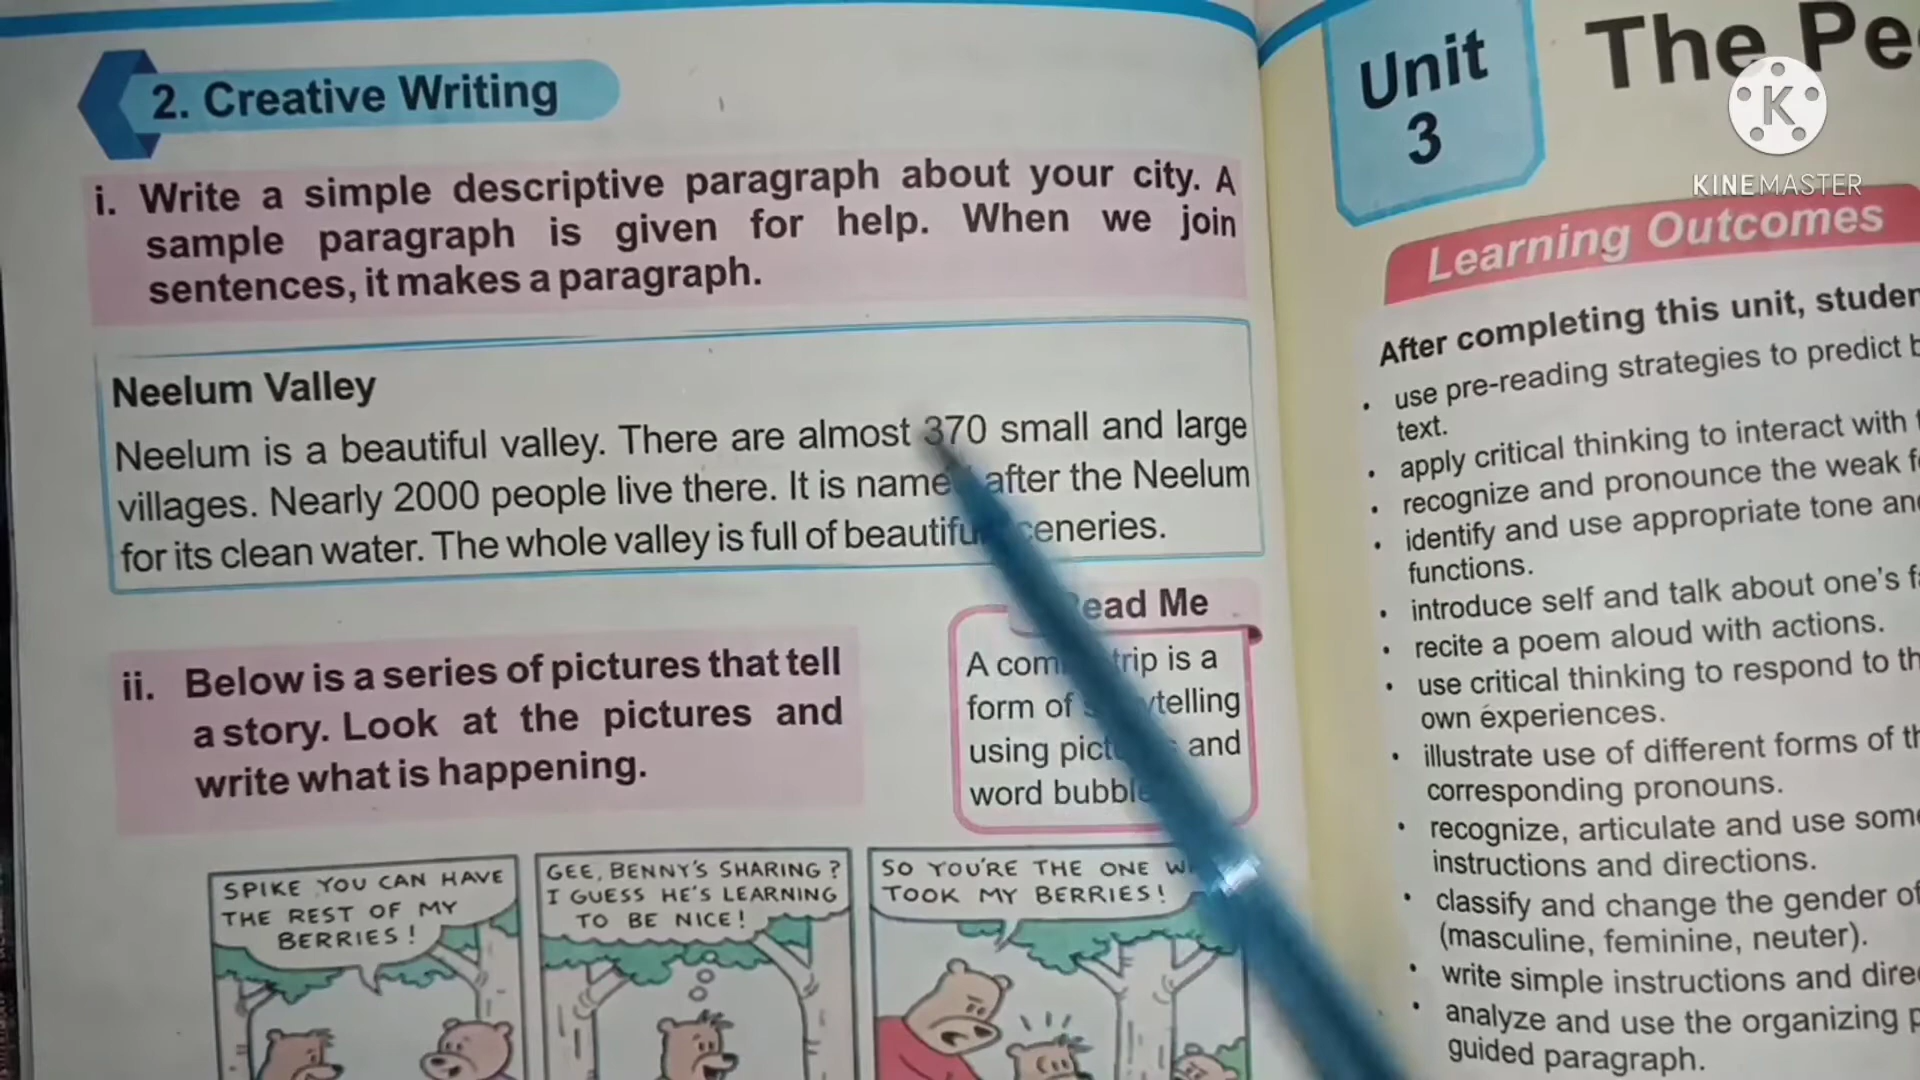 2. Creative Writing
i. Write a simple descriptive paragraph about your city. A
sample paragraph is given for help. When we join
sentences, it makes a paragraph.
Neelum Valley
Neelum is a beautiful valley. There are almost 370 small and large
villages. Nearly 2000 people live there. It is name after the Neelum
for its clean water. The whole valley is full of ceneries.
ii. Below is a series of pictures that tell
a story. Look at the pictures and
write what is happening.
ead Me
A trip is a
form of telling
using and
word
SPIKE YOU CAN HAVE
THE REST OF MY
BERRIES!
GEE, BENNY'S SHARING?
I GUESS HE'S LEARNING
TO BE NICE!
SO YOU'RE THE ONE
TOOK MY BERRIES!
Unit
3
The Pe
KINEMASTER
Learning Outcomes
After completing this unit, studen
• use pre-reading strategies to predict
text.
• apply critical thinking to interact with
• recognize and pronounce the weak
• identify and use appropriate tone an
functions.
• introduce self and talk about one's
• recite a poem aloud with actions.
• use critical thinking to respond to th
own éxperiences.
• illustrate use of different forms of th
corresponding pronouns.
• recognize, articulate and use som
instructions and directions.
• classify and change the gender of
(masculine, feminine, neuter).
• write simple instructions and dire
• analyze and use the organizing
guided paragraph.